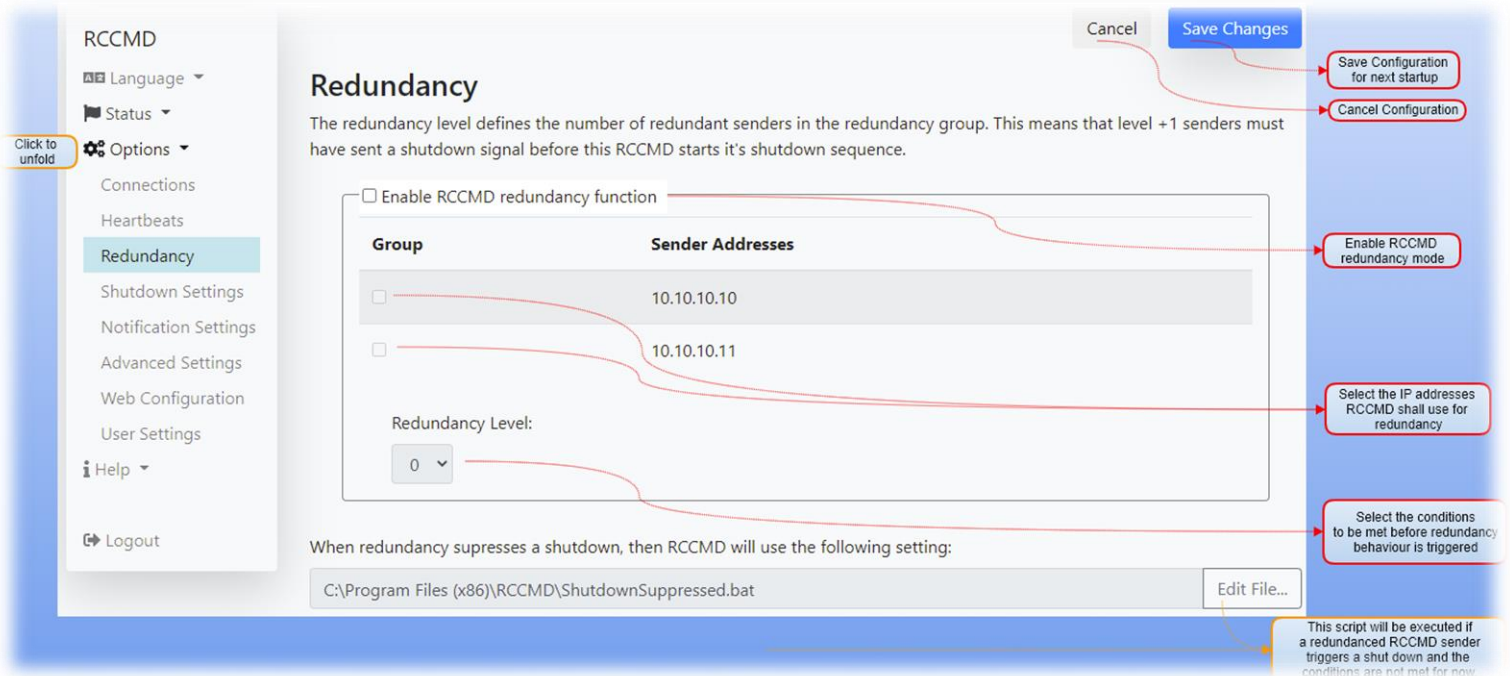 RCCMD
Language
Status
Click to
unfold
Options
Connections
Heartbeats
Redundancy
Shutdown Settings
Notification Settings
Advanced Settings
Web Configuration
User Settings
Help
Logout
Cancel
Save Changes
Redundancy
The redundancy level defines the number of redundant senders in the redundancy group. This means that level +1 senders must
have sent a shutdown signal before this RCCMD starts it's shutdown sequence.
Enable RCCMD redundancy function
Group Sender Addresses
10.10.10.10
10.10.10.11
Redundancy Level:
0
When redundancy supresses a shutdown, then RCCMD will use the following setting:
C:\Program Files (x86)\RCCMD\ShutdownSuppressed.bat
Edit File...
Save Configuration
for next startup
Cancel Configuration
Enable RCCMD
redundancy mode
Select the IP addresses
RCCMD shall use for
redundancy
Select the conditions
to be met before redundancy
behaviour is triggered
This script will be executed if
a redundanced RCCMD sender
triggers a shut down and the
conditions are not met for now